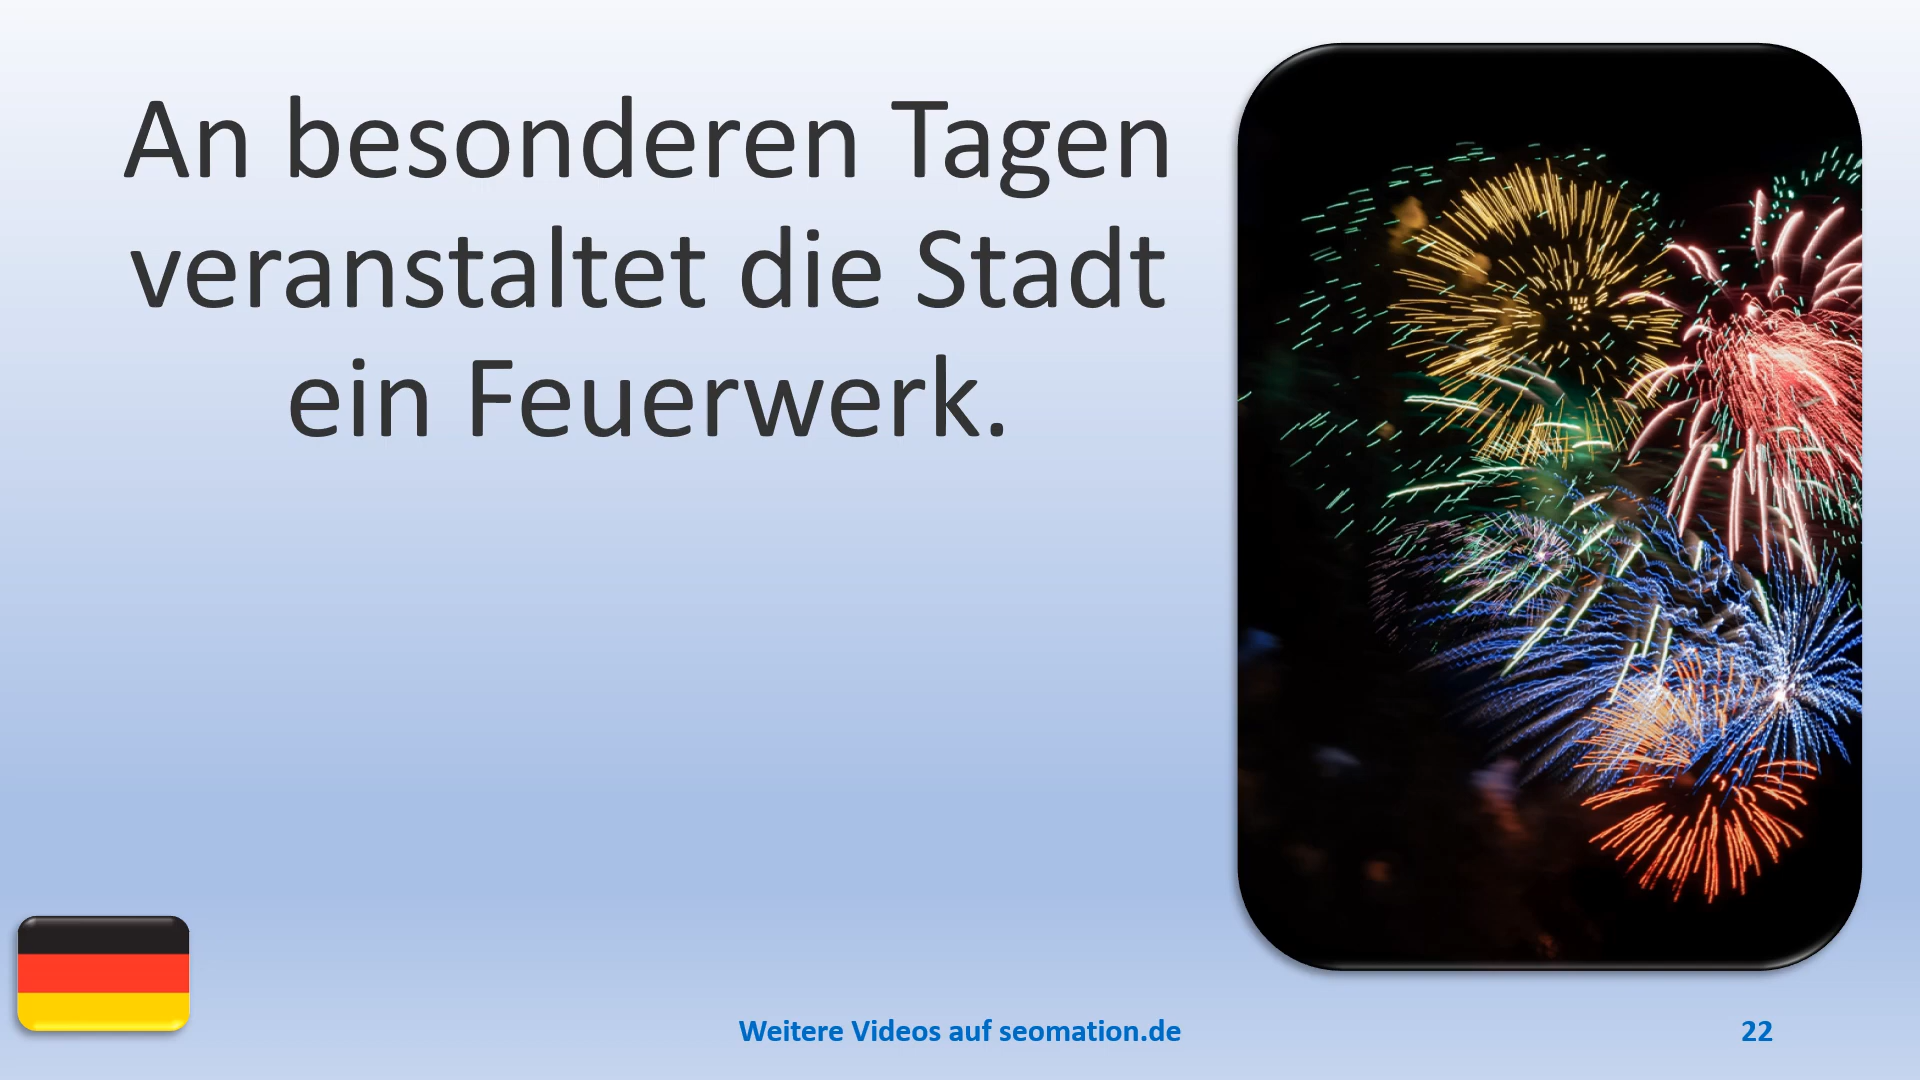 An besonderen Tagen
veranstaltet die Stadt
ein Feuerwerk.
Weitere Videos auf seomation.de
22